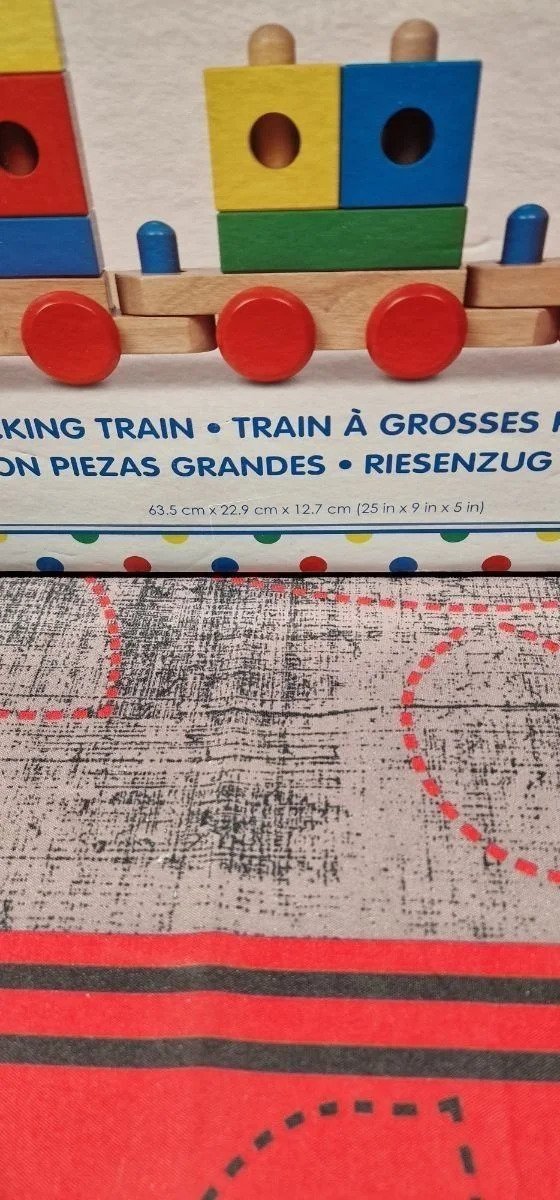 KING TRAIN • TRAIN À GROSSES
ON PIEZAS GRANDES • RIESENZUG
63.5 cm x 22.9 cm x 12.7 cm (25 in x 9 in x 5 in)